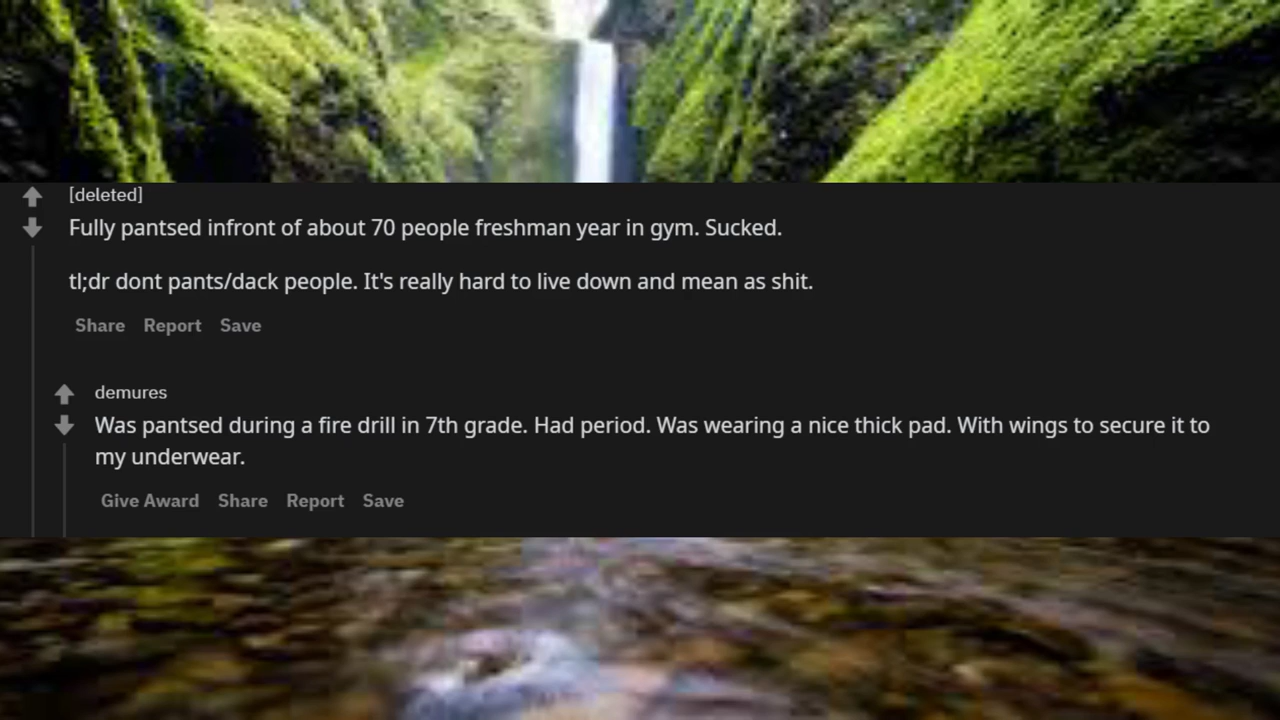 [deleted]
Fully pantsed infront of about 70 people freshman year in gym. Sucked.
tl;dr dont pants/dack people. It's really hard to live down and mean as shit.
Share Report Save
demures
Was pantsed during a fire drill in 7th grade. Had period. Was wearing a nice thick pad. With wings to secure it to
my underwear.
Give Award Share Report Save